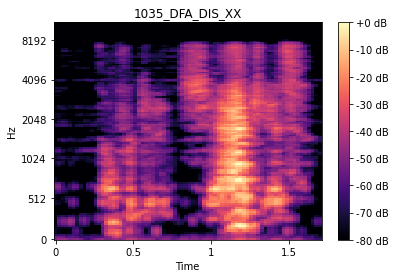 1035_DFA_DIS_XX
8192
4096
2048
1024
512
0
Hz
0
0.5
1
1.5
Time
+0 dB
-10 dB
-20 dB
-30 dB
-40 dB
-50 dB
-60 dB
-70 dB
-80 dB